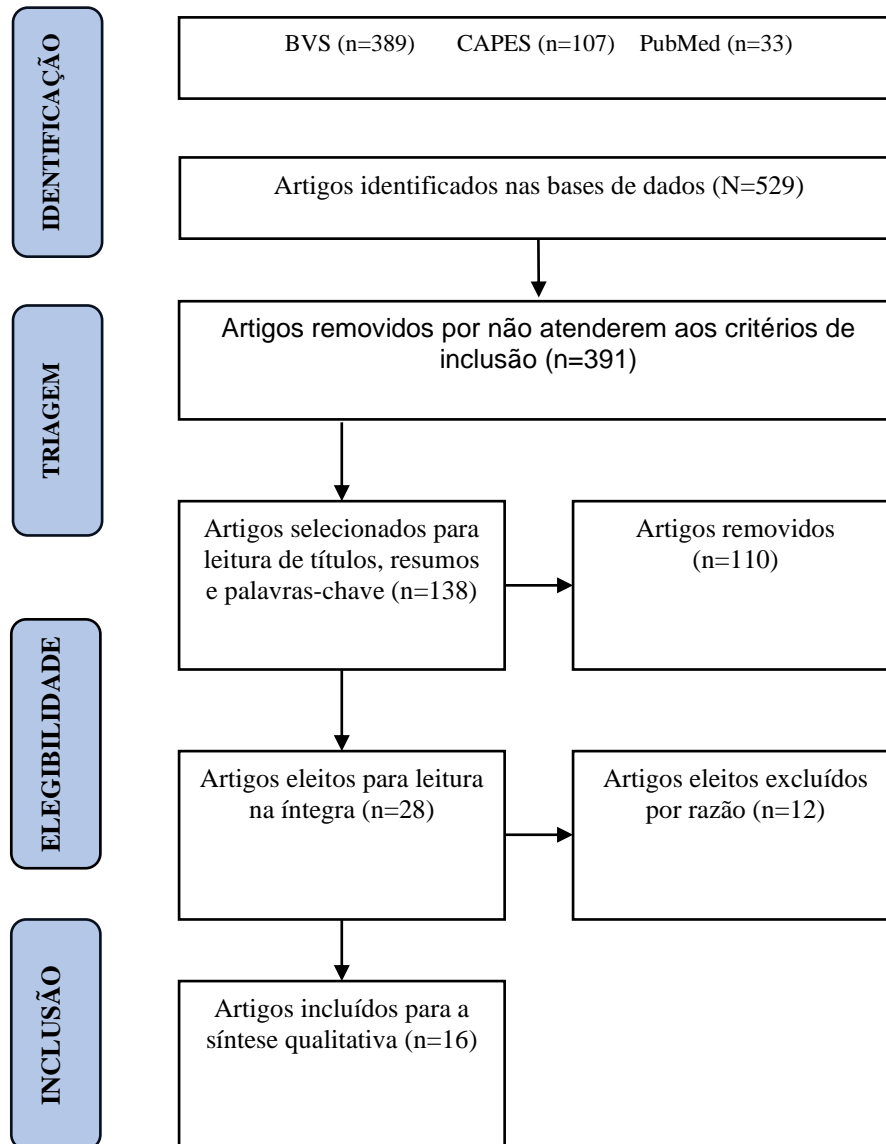 IDENTIFICAÇÃO
BVS (n=389) CAPES (n=107) PubMed (n=33)
Artigos identificados nas bases de dados (N=529)
TRIAGEM
Artigos removidos por não atenderem aos critérios de
inclusão (n=391)
Artigos selecionados para
leitura de títulos, resumos
e palavras-chave (n=138)
Artigos removidos
(n=110)
ELEGIBILIDADE
Artigos eleitos para leitura
na íntegra (n=28)
Artigos eleitos excluídos
por razão (n=12)
INCLUSÃO
Artigos incluídos para a
síntese qualitativa (n=16)